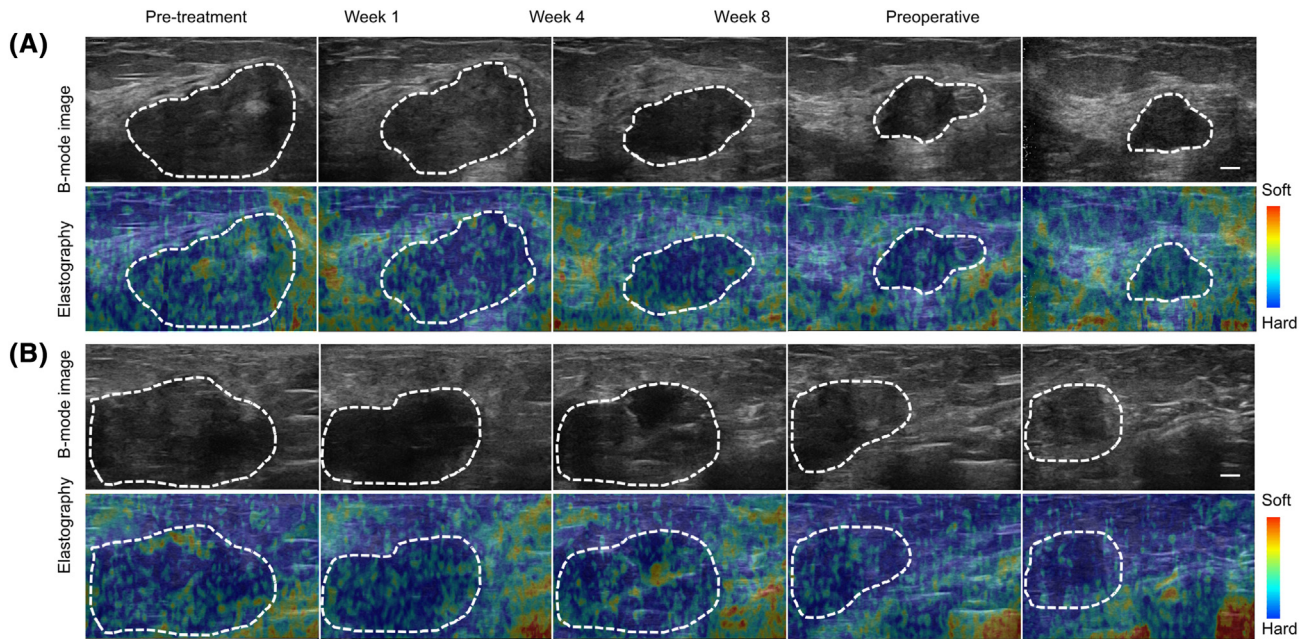 Pre-treatment Week 1 Week 4 Week 8 Preoperative
(A)
B-mode image
Elastography
Soft
Hard
(B)
B-mode image
Elastography
Soft
Hard